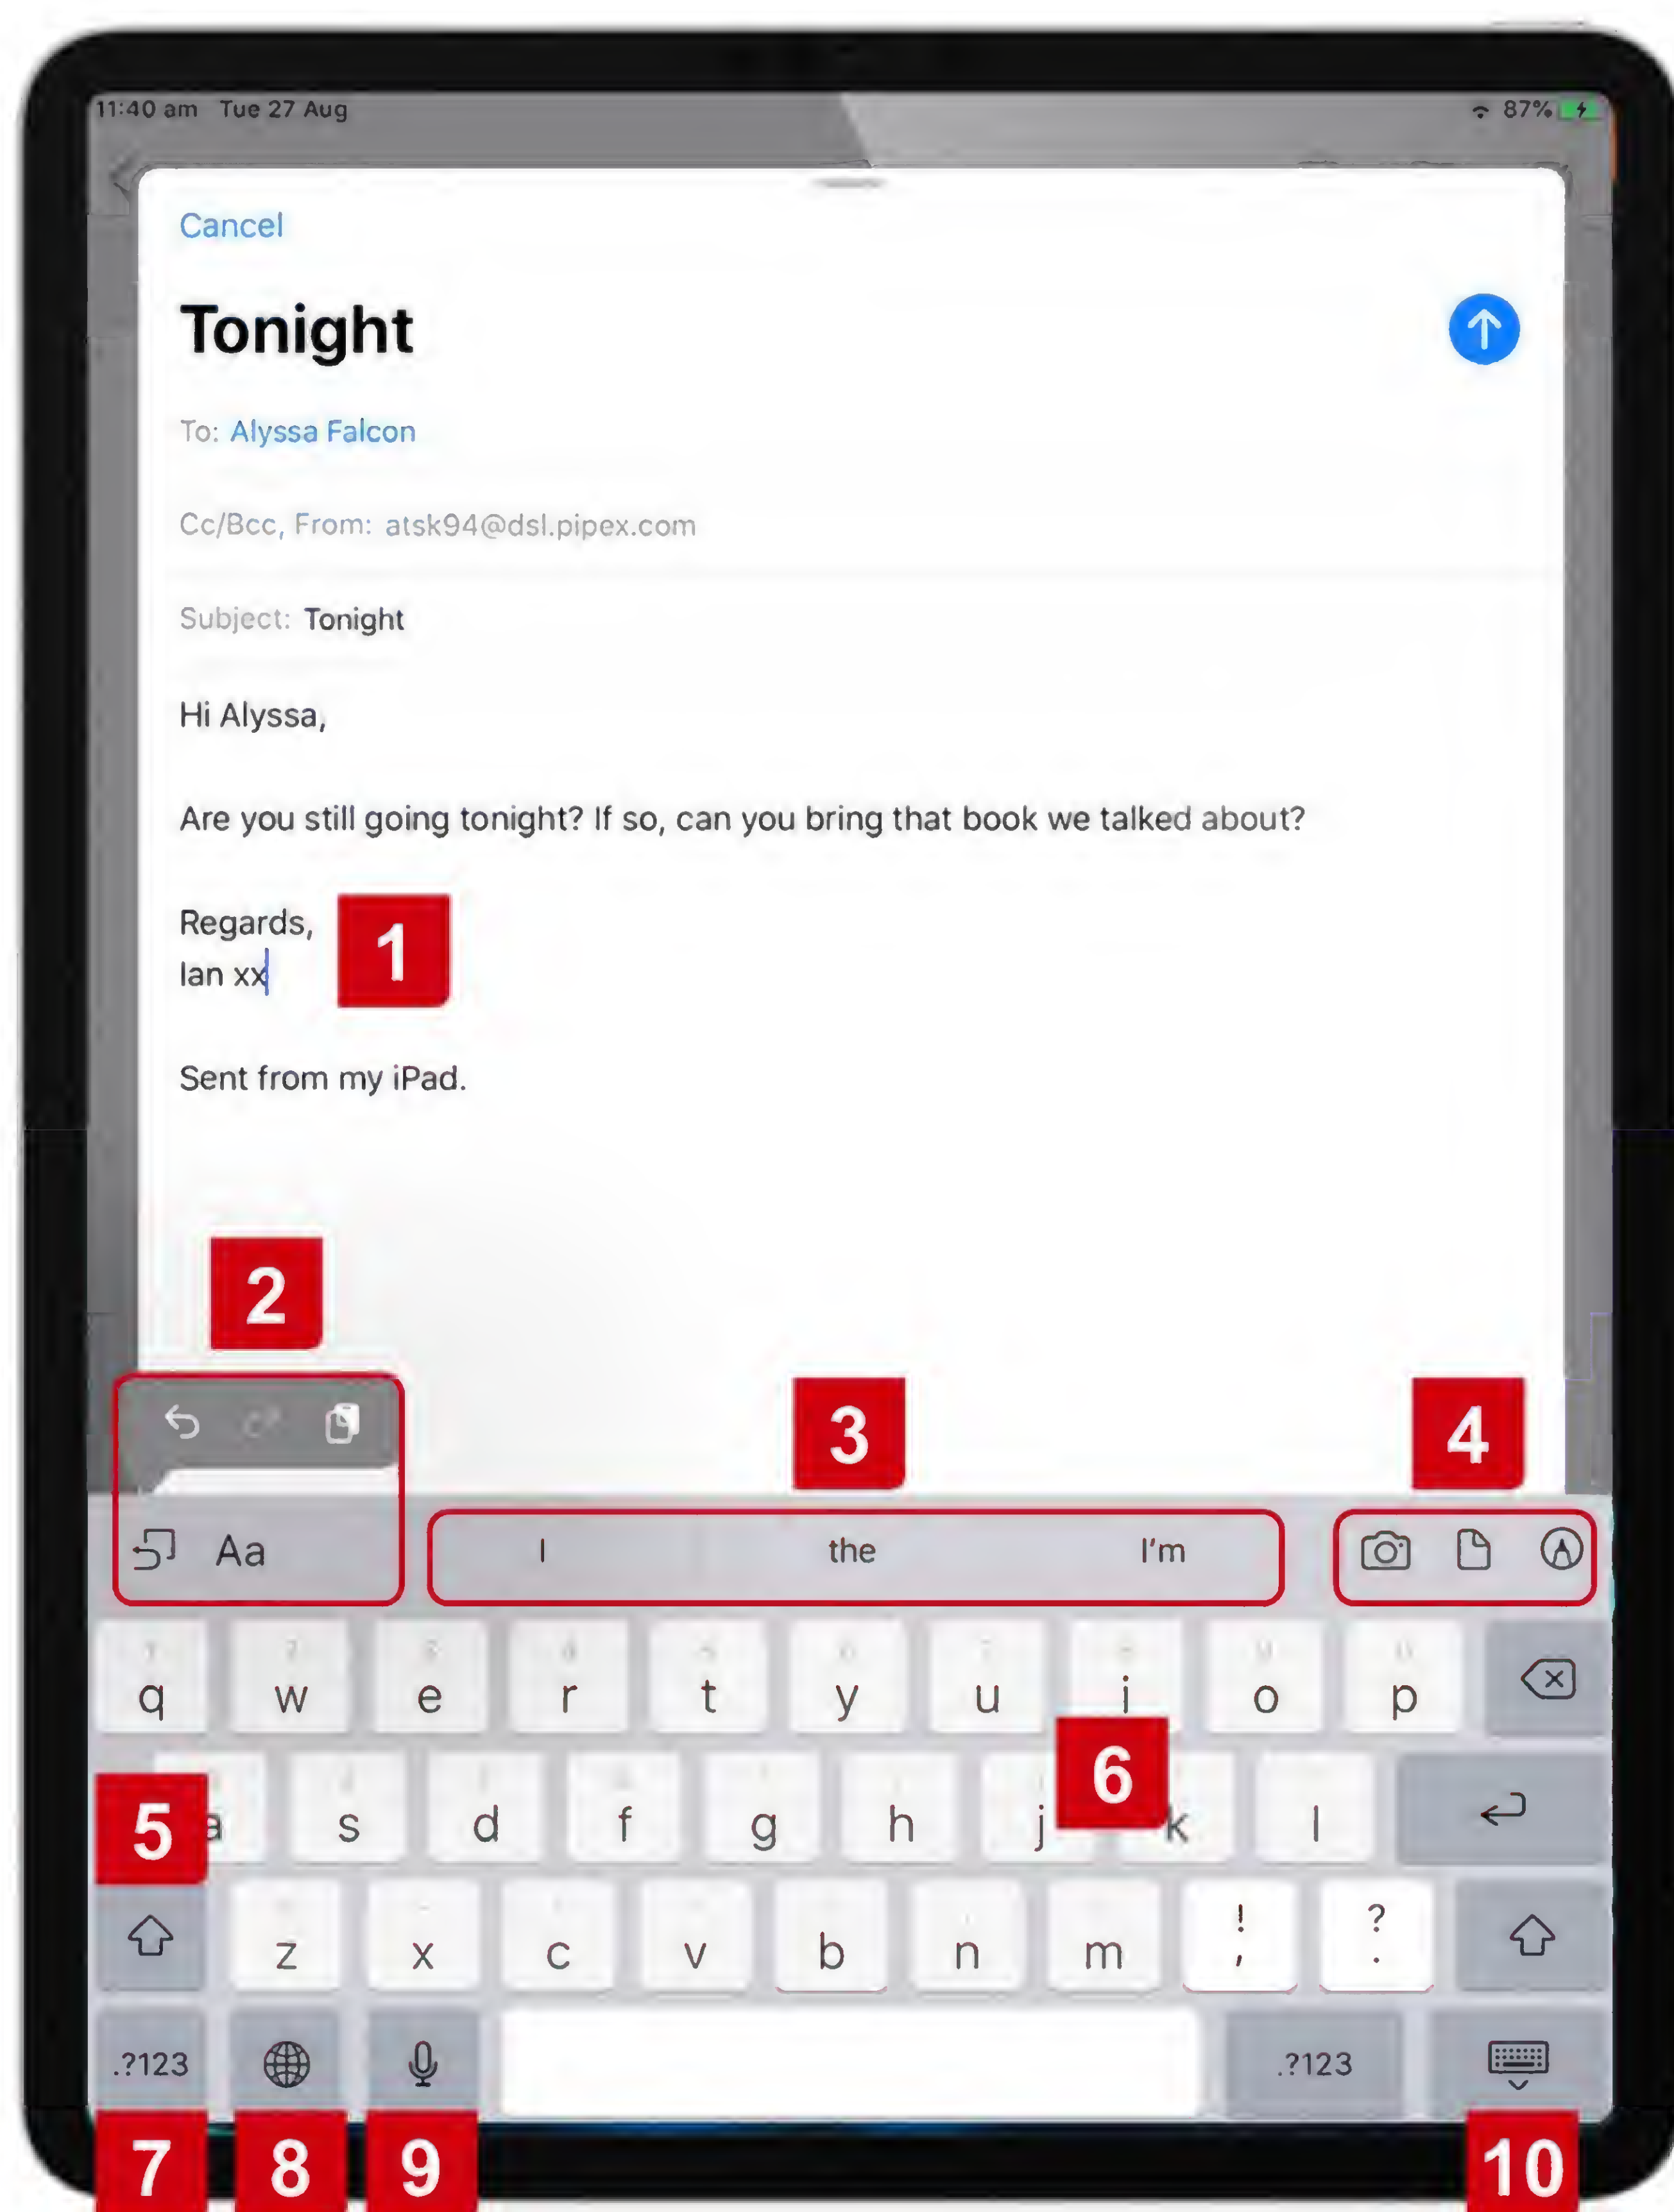 11:40 am Tue 27 Aug 87%
Cancel
Tonight
To: Alyssa Falcon
Cc/Bcc, From: atsk94@dsl.pipex.com
Subject: Tonight
Hi Alyssa,
Are you still going tonight? If so, can you bring that book we talked about?
Regards,
Ian xx
1
Sent from my iPad.
2
3
4
Aa
I the I'm
q w e r t y u i o p
6
5
a s d f g h j k l
z x c v b n m ! , ? .
.?123 .?123
7 8 9 10